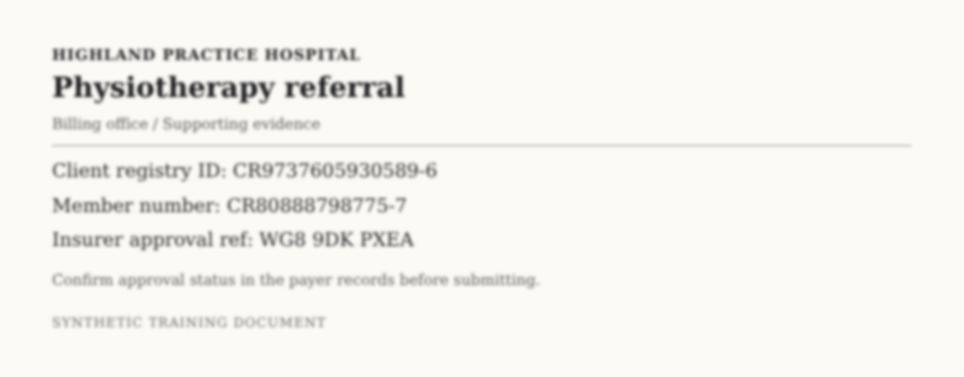 HIGHLAND PRACTICE HOSPITAL
Physiotherapy referral
Billing office / Supporting evidence
Client registry ID: CR9737605930589-6
Member number: CR80888798775-7
Insurer approval ref: WG8 9DK PXEA
Confirm approval status in the payer records before submitting.
SYNTHETIC TRAINING DOCUMENT